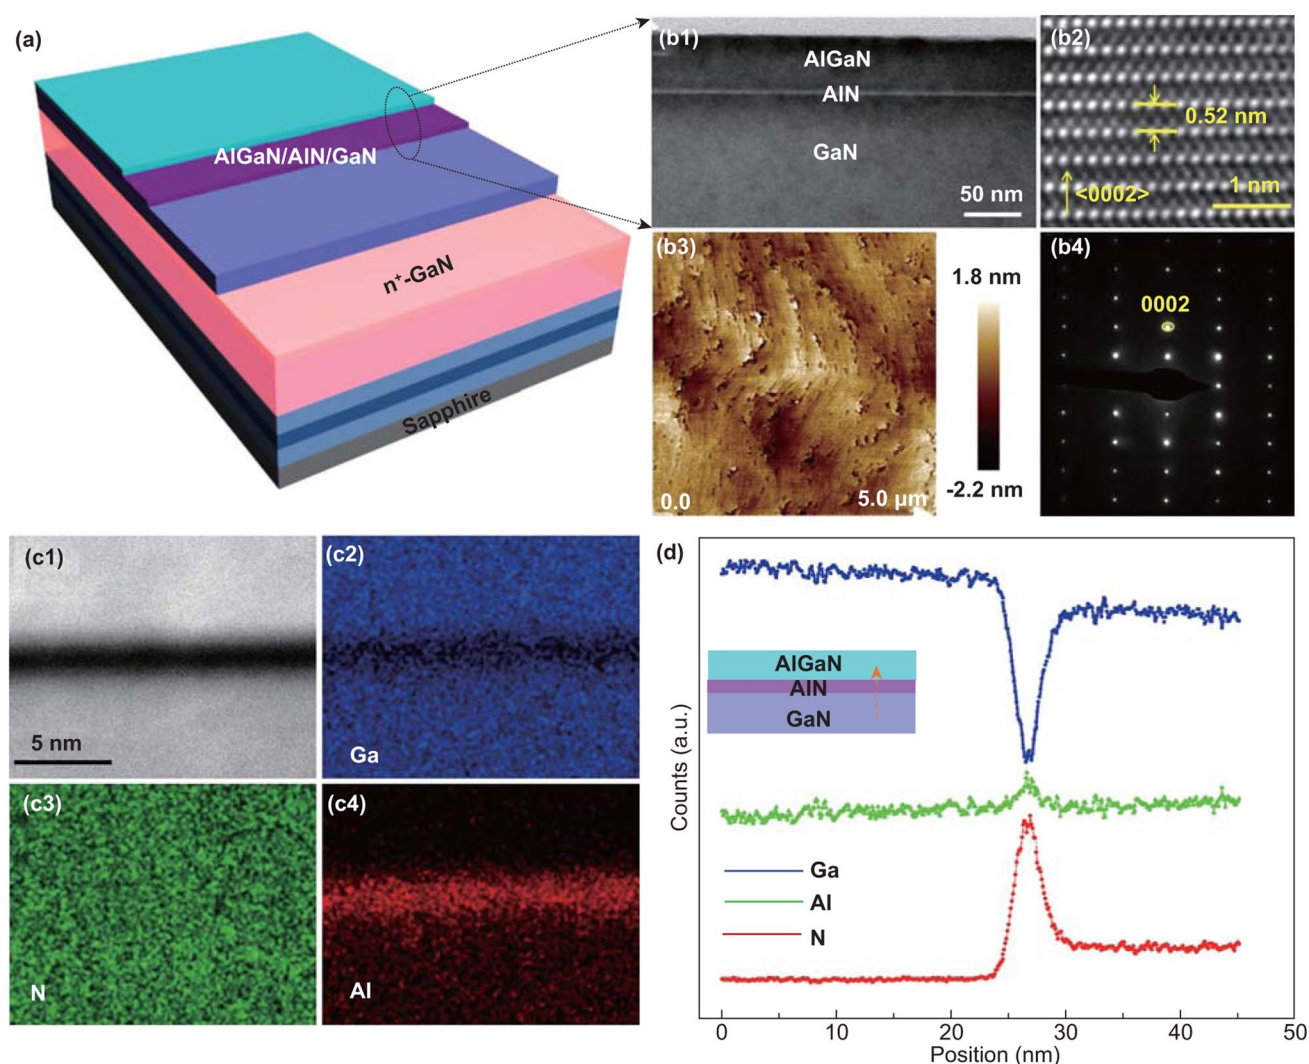 (a)
AlGaN/AlN/GaN
n⁺-GaN
Sapphire
(b1)
AlGaN
AlN
GaN
50 nm
(b2)
0.52 nm
<0002>
1 nm
(b3)
0.0
5.0 μm
1.8 nm
-2.2 nm
(b4)
0002
(c1)
5 nm
(c2)
Ga
(c3)
N
(c4)
Al
(d)
Counts (a.u.)
AlGaN
AlN
GaN
Ga
Al
N
0 10 20 30 40 50
Position (nm)